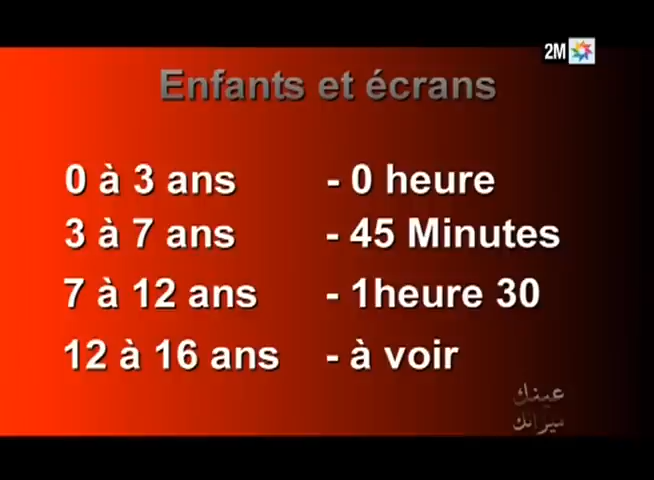 2M
Enfants et écrans
0 à 3 ans - 0 heure
3 à 7 ans - 45 Minutes
7 à 12 ans - 1heure 30
12 à 16 ans - à voir
عينك
ميزانك